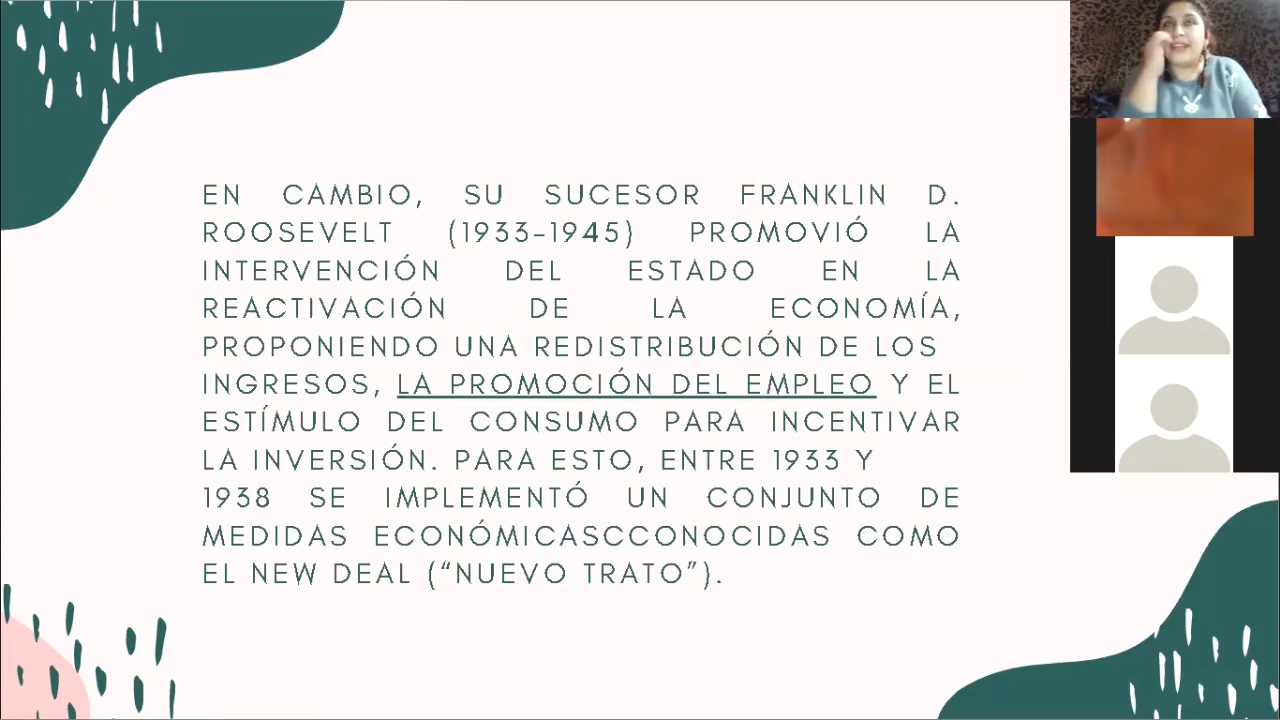 EN CAMBIO, SU SUCESOR FRANKLIN D.
ROOSEVELT (1933-1945) PROMOVIÓ LA
INTERVENCIÓN DEL ESTADO EN LA
REACTIVACIÓN DE LA ECONOMÍA,
PROPONIENDO UNA REDISTRIBUCIÓN DE LOS
INGRESOS, LA PROMOCIÓN DEL EMPLEO Y EL
ESTÍMULO DEL CONSUMO PARA INCENTIVAR
LA INVERSIÓN. PARA ESTO, ENTRE 1933 Y
1938 SE IMPLEMENTÓ UN CONJUNTO DE
MEDIDAS ECONÓMICASCCONOCIDAS COMO
EL NEW DEAL (“NUEVO TRATO”).